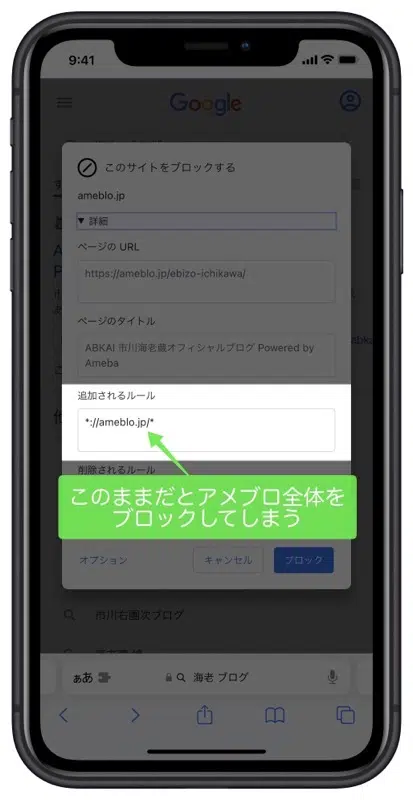 9:41
Google
このサイトをブロックする
ameblo.jp
▼ 詳細
ページの URL
https://ameblo.jp/ebizo-ichikawa/
ページのタイトル
ABKAI 市川海老蔵オフィシャルブログ Powered by
Ameba
追加されるルール
*://ameblo.jp/*
削除されるルール
このままだとアメブロ全体を
ブロックしてしまう
オプション
キャンセル
ブロック
市川右團次ブログ
ぁあ
海老 ブログ